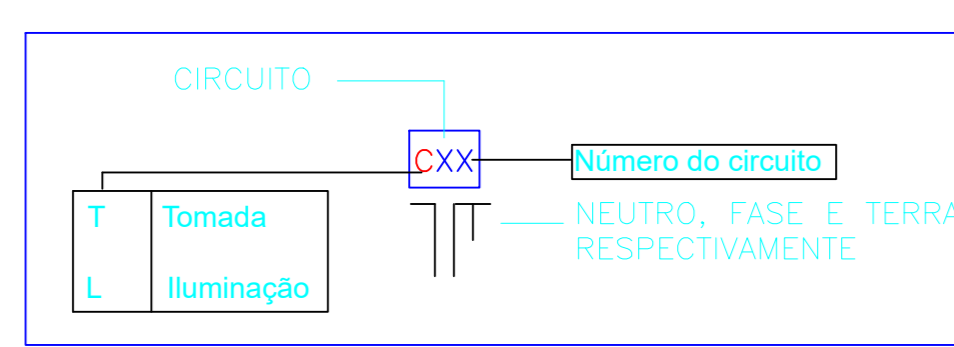 CIRCUITO
CXX
Número do circuito
T Tomada
NEUTRO, FASE E TERRA
RESPECTIVAMENTE
L Iluminação